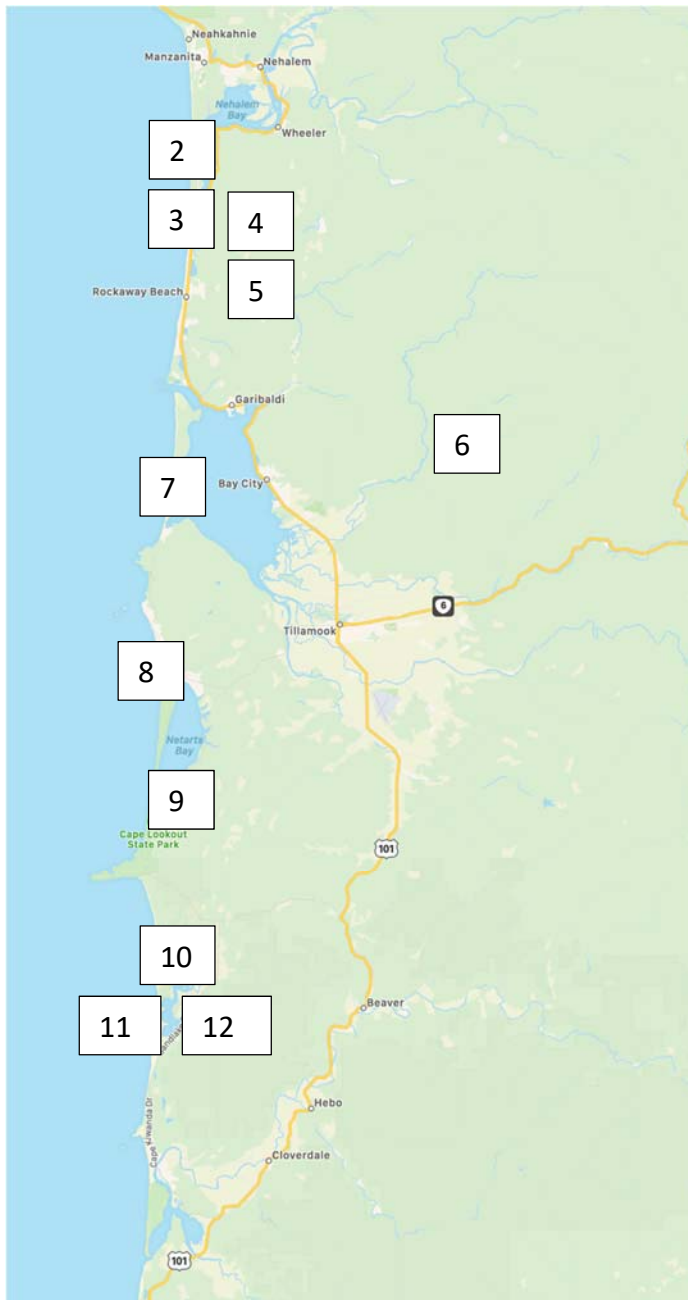 Neahkahnie
Manzanita
Nehalem
Nehalem
Bay
Wheeler
2
3
4
5
Rockaway Beach
Garibaldi
6
7
Bay City
6
Tillamook
8
Netarts
Bay
9
Cape Lookout
State Park
101
10
Beaver
11
12
Cape Kiwanda Dr
Hebo
Cloverdale
101